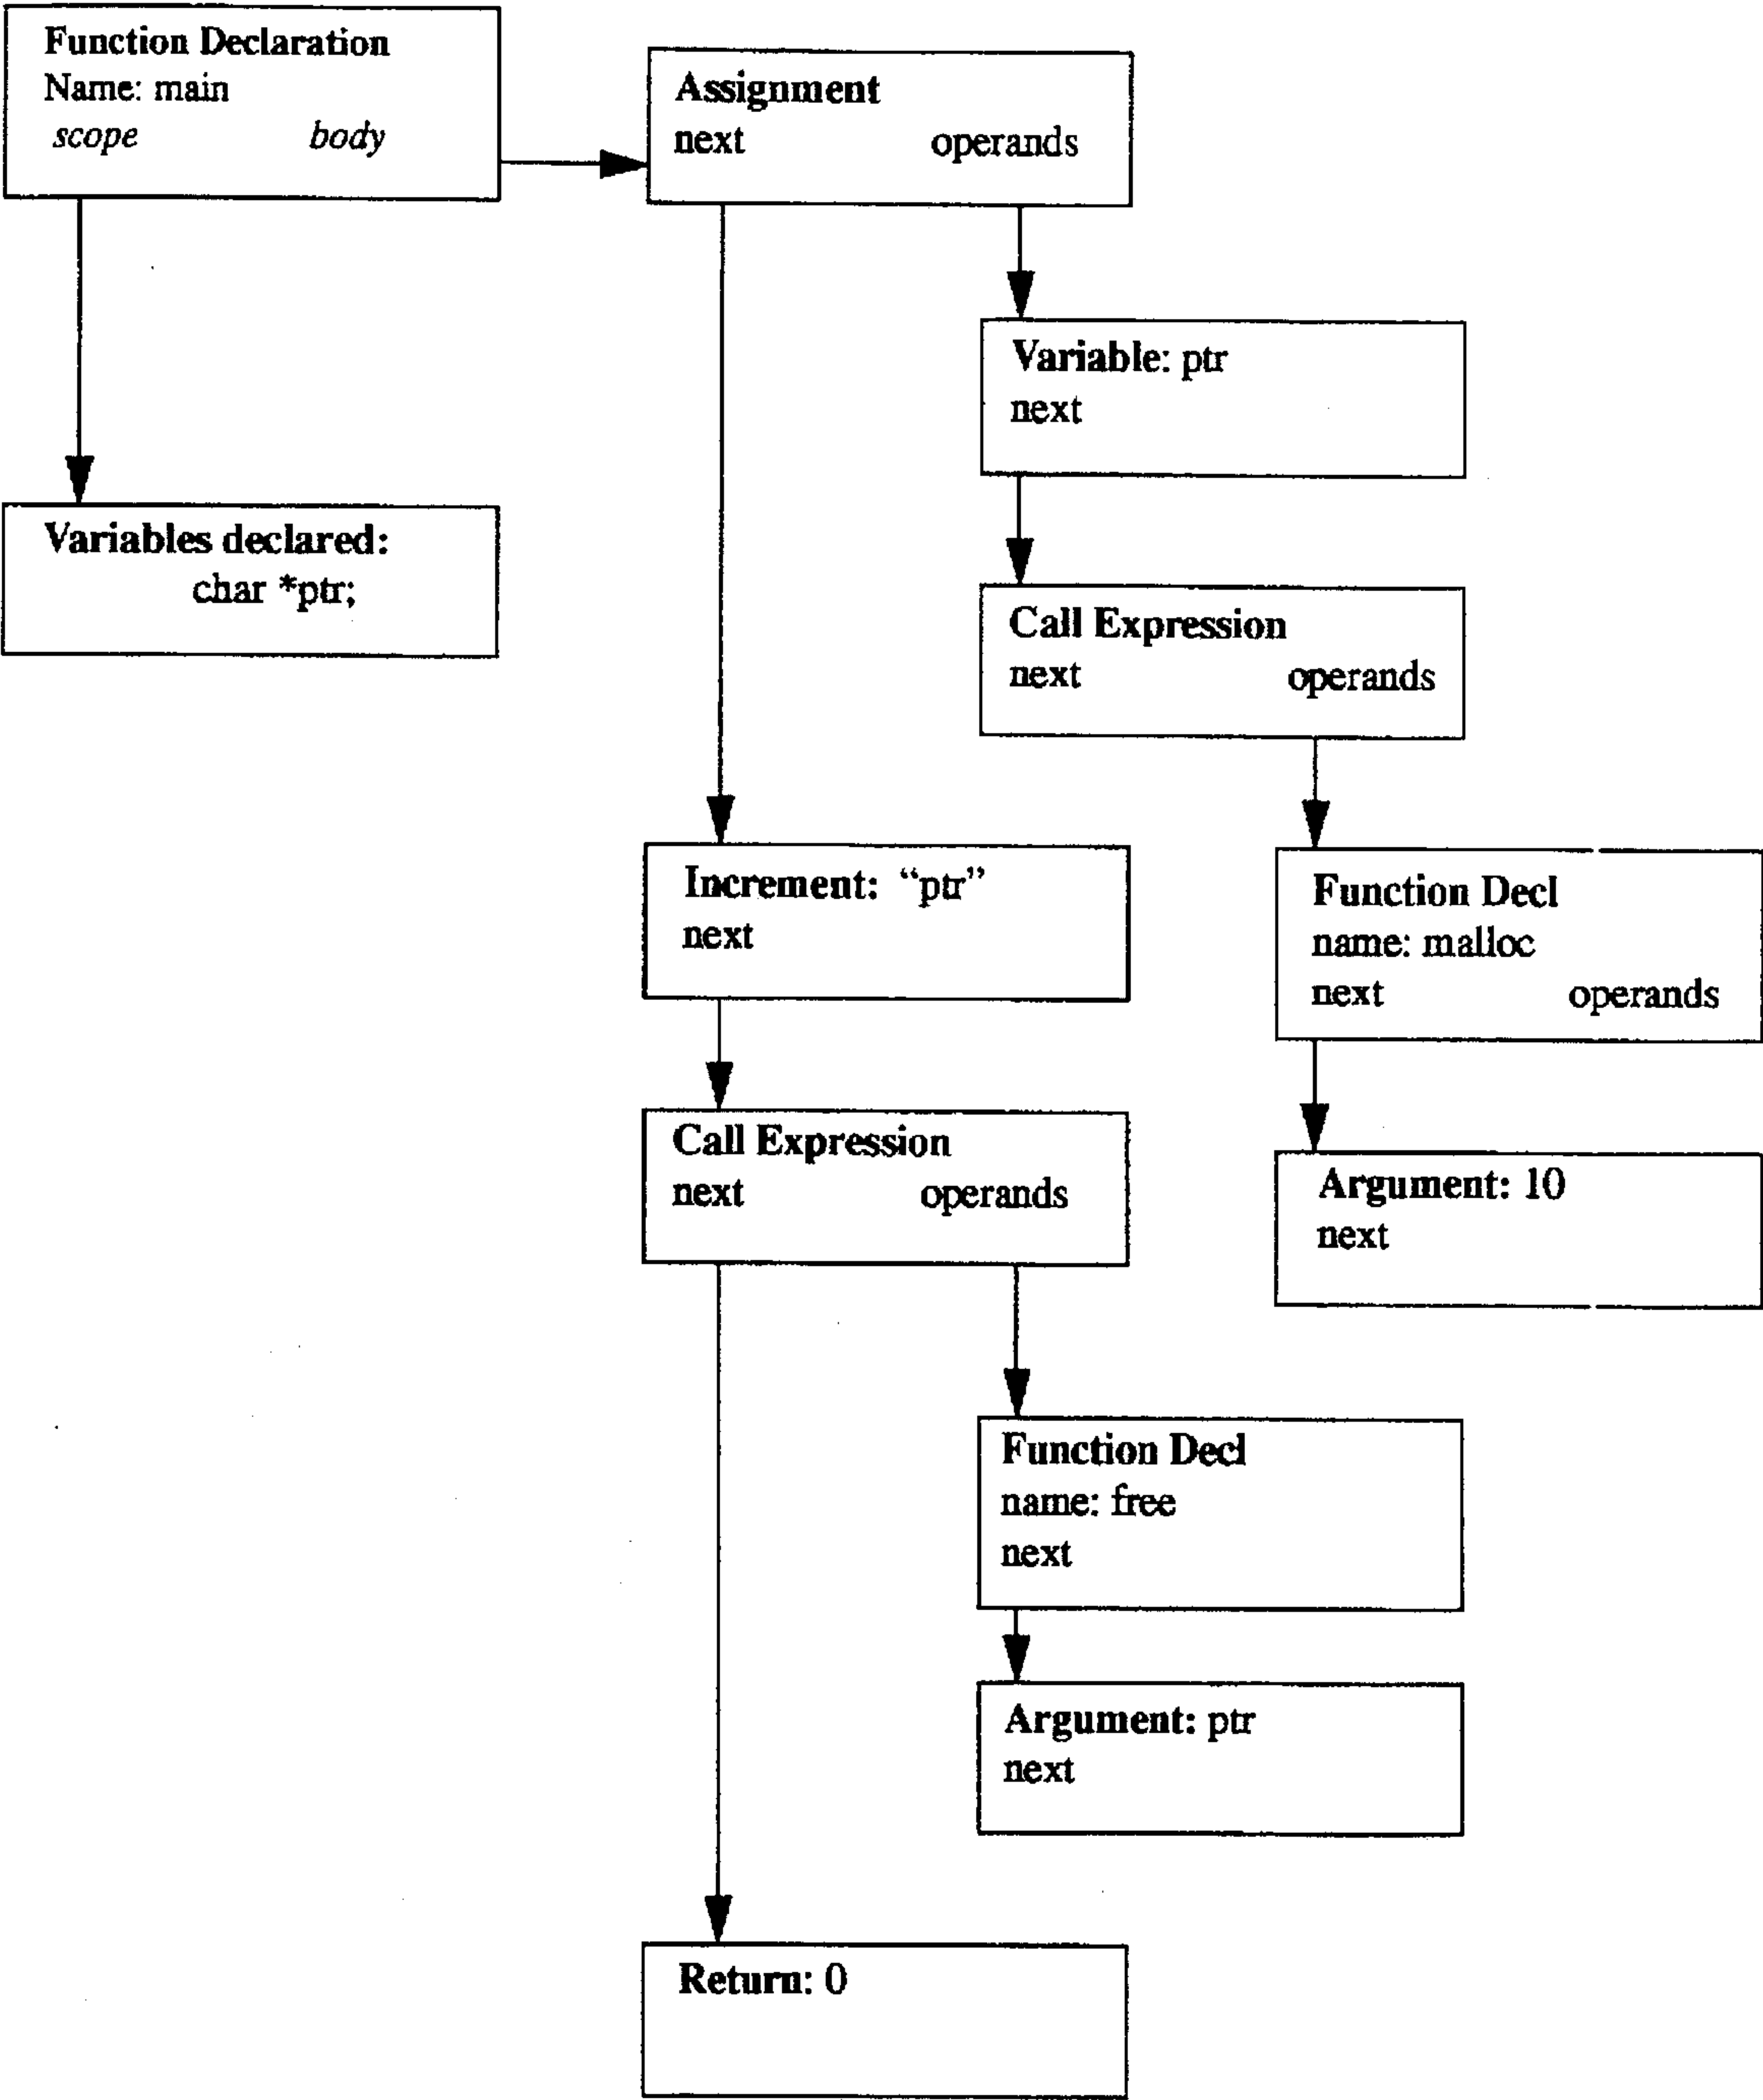 Function Declaration
Name: main
scope body
Assignment
next operands
Variable: ptr
next
Variables declared:
char *ptr;
Call Expression
next operands
Increment: “ptr”
next
Function Decl
name: malloc
next operands
Call Expression
next operands
Argument: 10
next
Function Decl
name: free
next
Argument: ptr
next
Return: 0